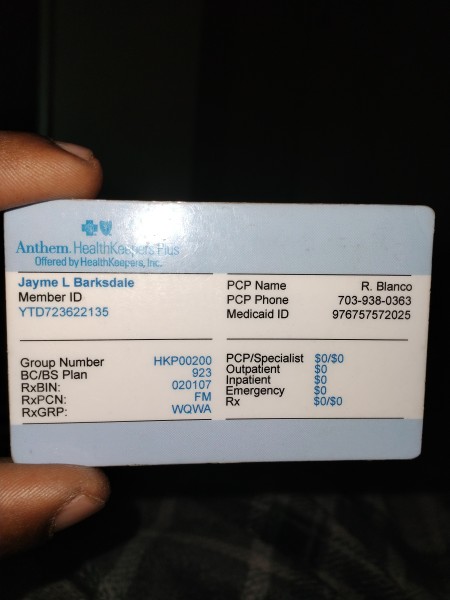 Anthem. HealthKeepers Plus
Offered by HealthKeepers, Inc.
Jayme L Barksdale
Member ID
YTD723622135
PCP Name R. Blanco
PCP Phone 703-938-0363
Medicaid ID 976757572025
Group Number HKP00200
BC/BS Plan 923
RxBIN: 020107
RxPCN: FM
RxGRP: WQWA
PCP/Specialist $0/$0
Outpatient $0
Inpatient $0
Emergency $0
Rx $0/$0